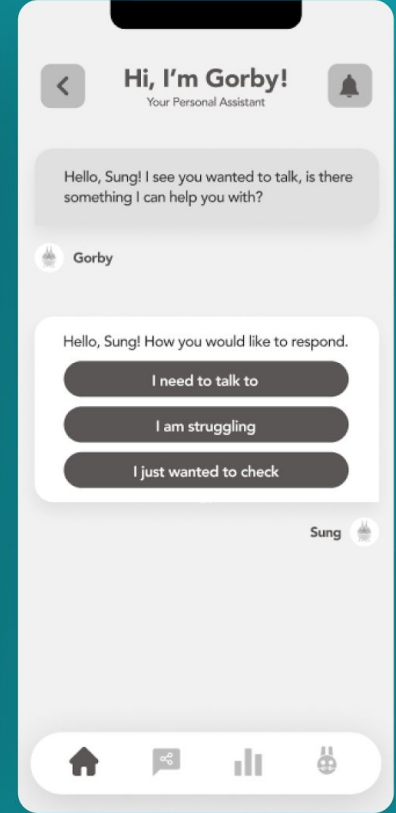 Hi, I'm Gorby!
Your Personal Assistant
Hello, Sung! I see you wanted to talk, is there
something I can help you with?
Gorby
Hello, Sung! How you would like to respond.
I need to talk to
I am struggling
I just wanted to check
Sung